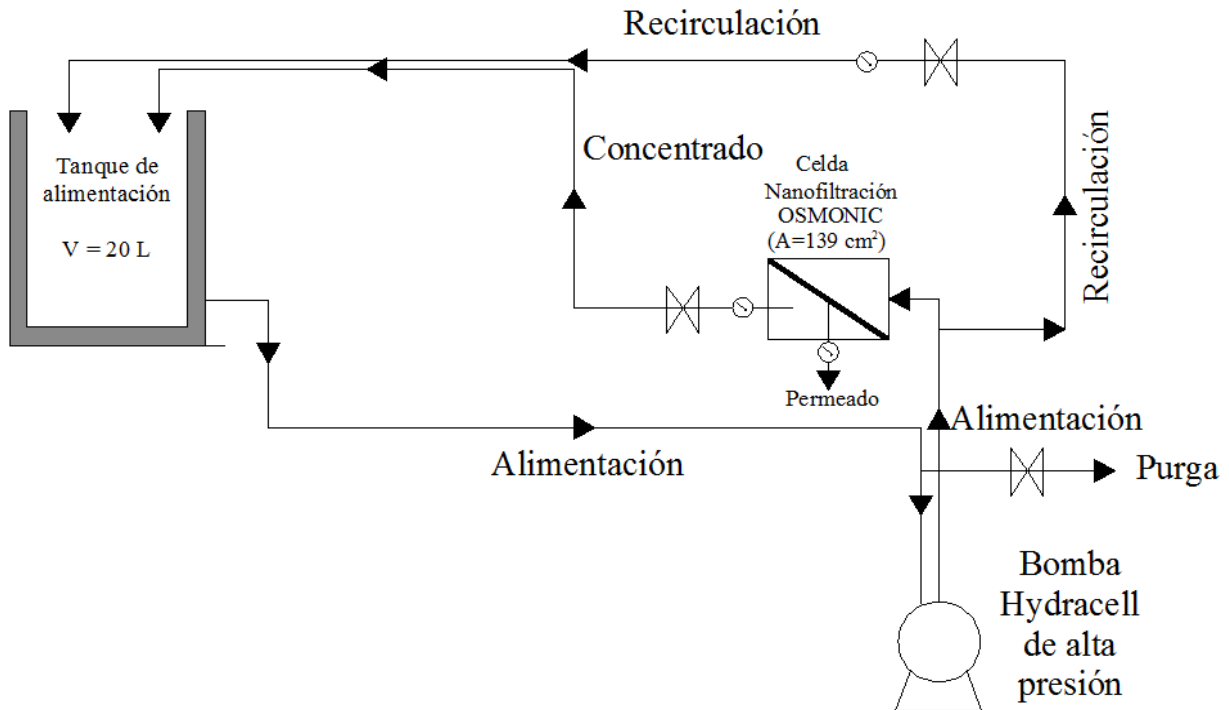 Recirculación
Tanque de
alimentación
V = 20 L
Concentrado
Celda
Nanofiltración
OSMONIC
(A=139 cm²)
Recirculación
Permeado
Alimentación
Alimentación
Purga
Bomba
Hydracell
de alta
presión